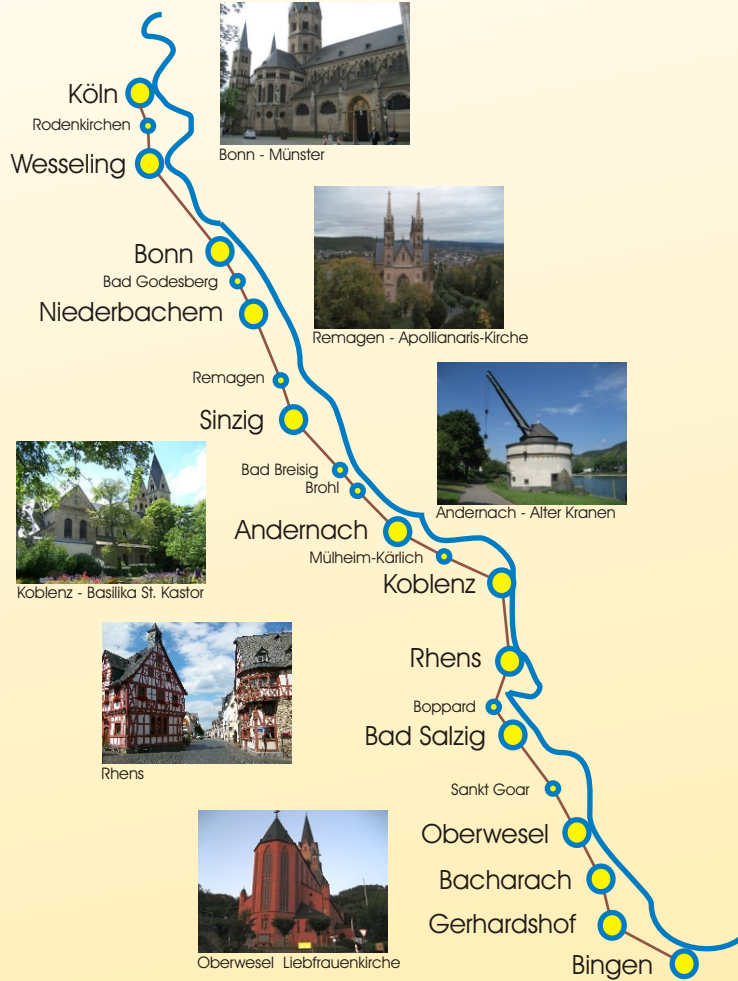 Köln
Rodenkirchen
Bonn - Münster
Wesseling
Bonn
Bad Godesberg
Niederbachem
Remagen - Apollianaris-Kirche
Remagen
Sinzig
Bad Breisig
Brohl
Andernach - Alter Kranen
Andernach
Mülheim-Kärlich
Koblenz
Koblenz - Basilika St. Kastor
Rhens
Boppard
Bad Salzig
Rhens
Sankt Goar
Oberwesel
Bacharach
Gerhardshof
Oberwesel Liebfrauenkirche
Bingen